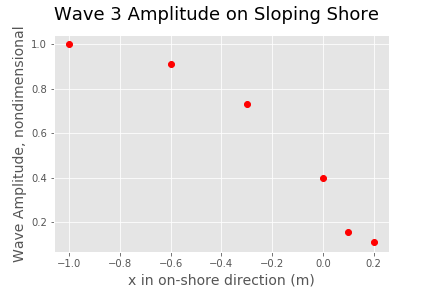 Wave 3 Amplitude on Sloping Shore
Wave Amplitude, nondimensional
1.0
0.8
0.6
0.4
0.2
−1.0 −0.8 −0.6 −0.4 −0.2 0.0 0.2
x in on-shore direction (m)